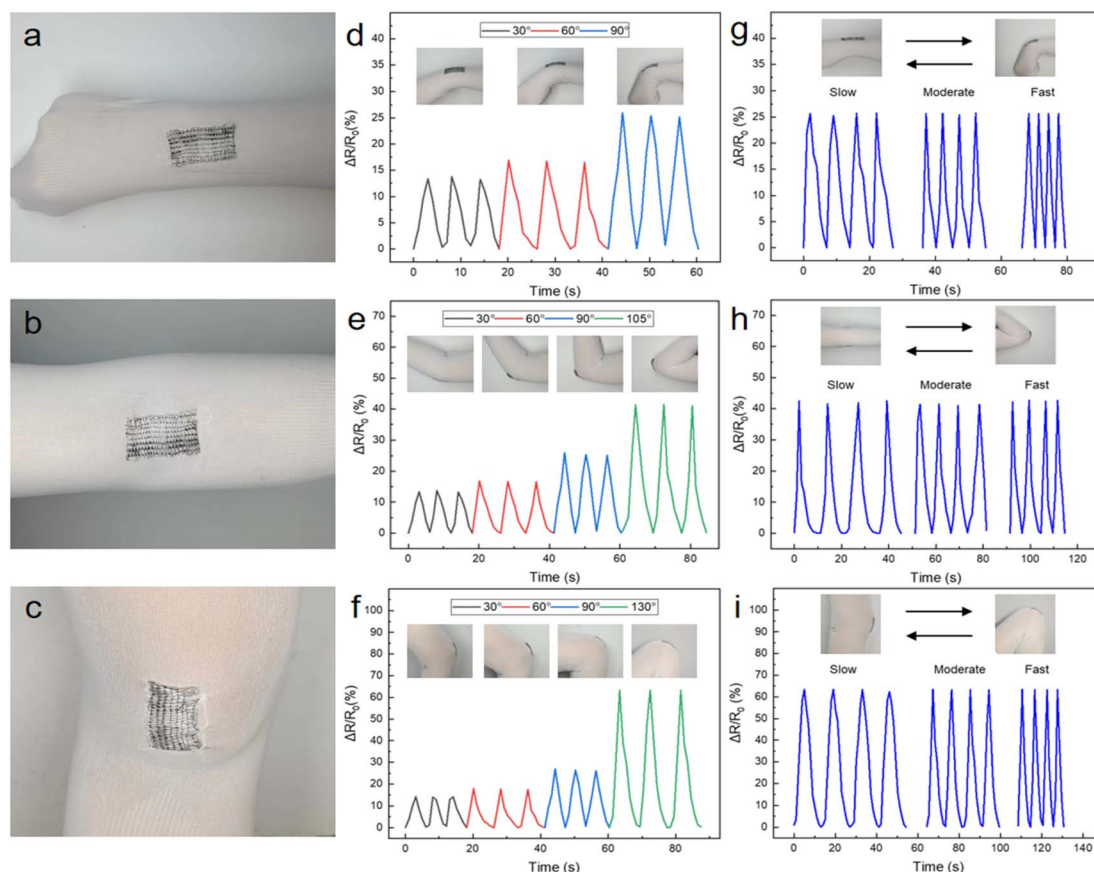 a
b
c
d
30° 60° 90°
ΔR/R₀(%)
40
35
30
25
20
15
10
5
0
0 10 20 30 40 50 60
Time (s)
g
ΔR/R₀ (%)
40
35
30
25
20
15
10
5
0
Slow Moderate Fast
0 20 40 60 80
Time (s)
e
30° 60° 90° 105°
ΔR/R₀ (%)
70
60
50
40
30
20
10
0
0 20 40 60 80
Time (s)
h
ΔR/R₀ (%)
70
60
50
40
30
20
10
0
Slow Moderate Fast
0 20 40 60 80 100 120
Time (s)
f
30° 60° 90° 130°
ΔR/R₀ (%)
100
90
80
70
60
50
40
30
20
10
0
0 20 40 60 80
Time (s)
i
ΔR/R₀ (%)
100
90
80
70
60
50
40
30
20
10
0
Slow Moderate Fast
0 20 40 60 80 100 120 140
Time (s)